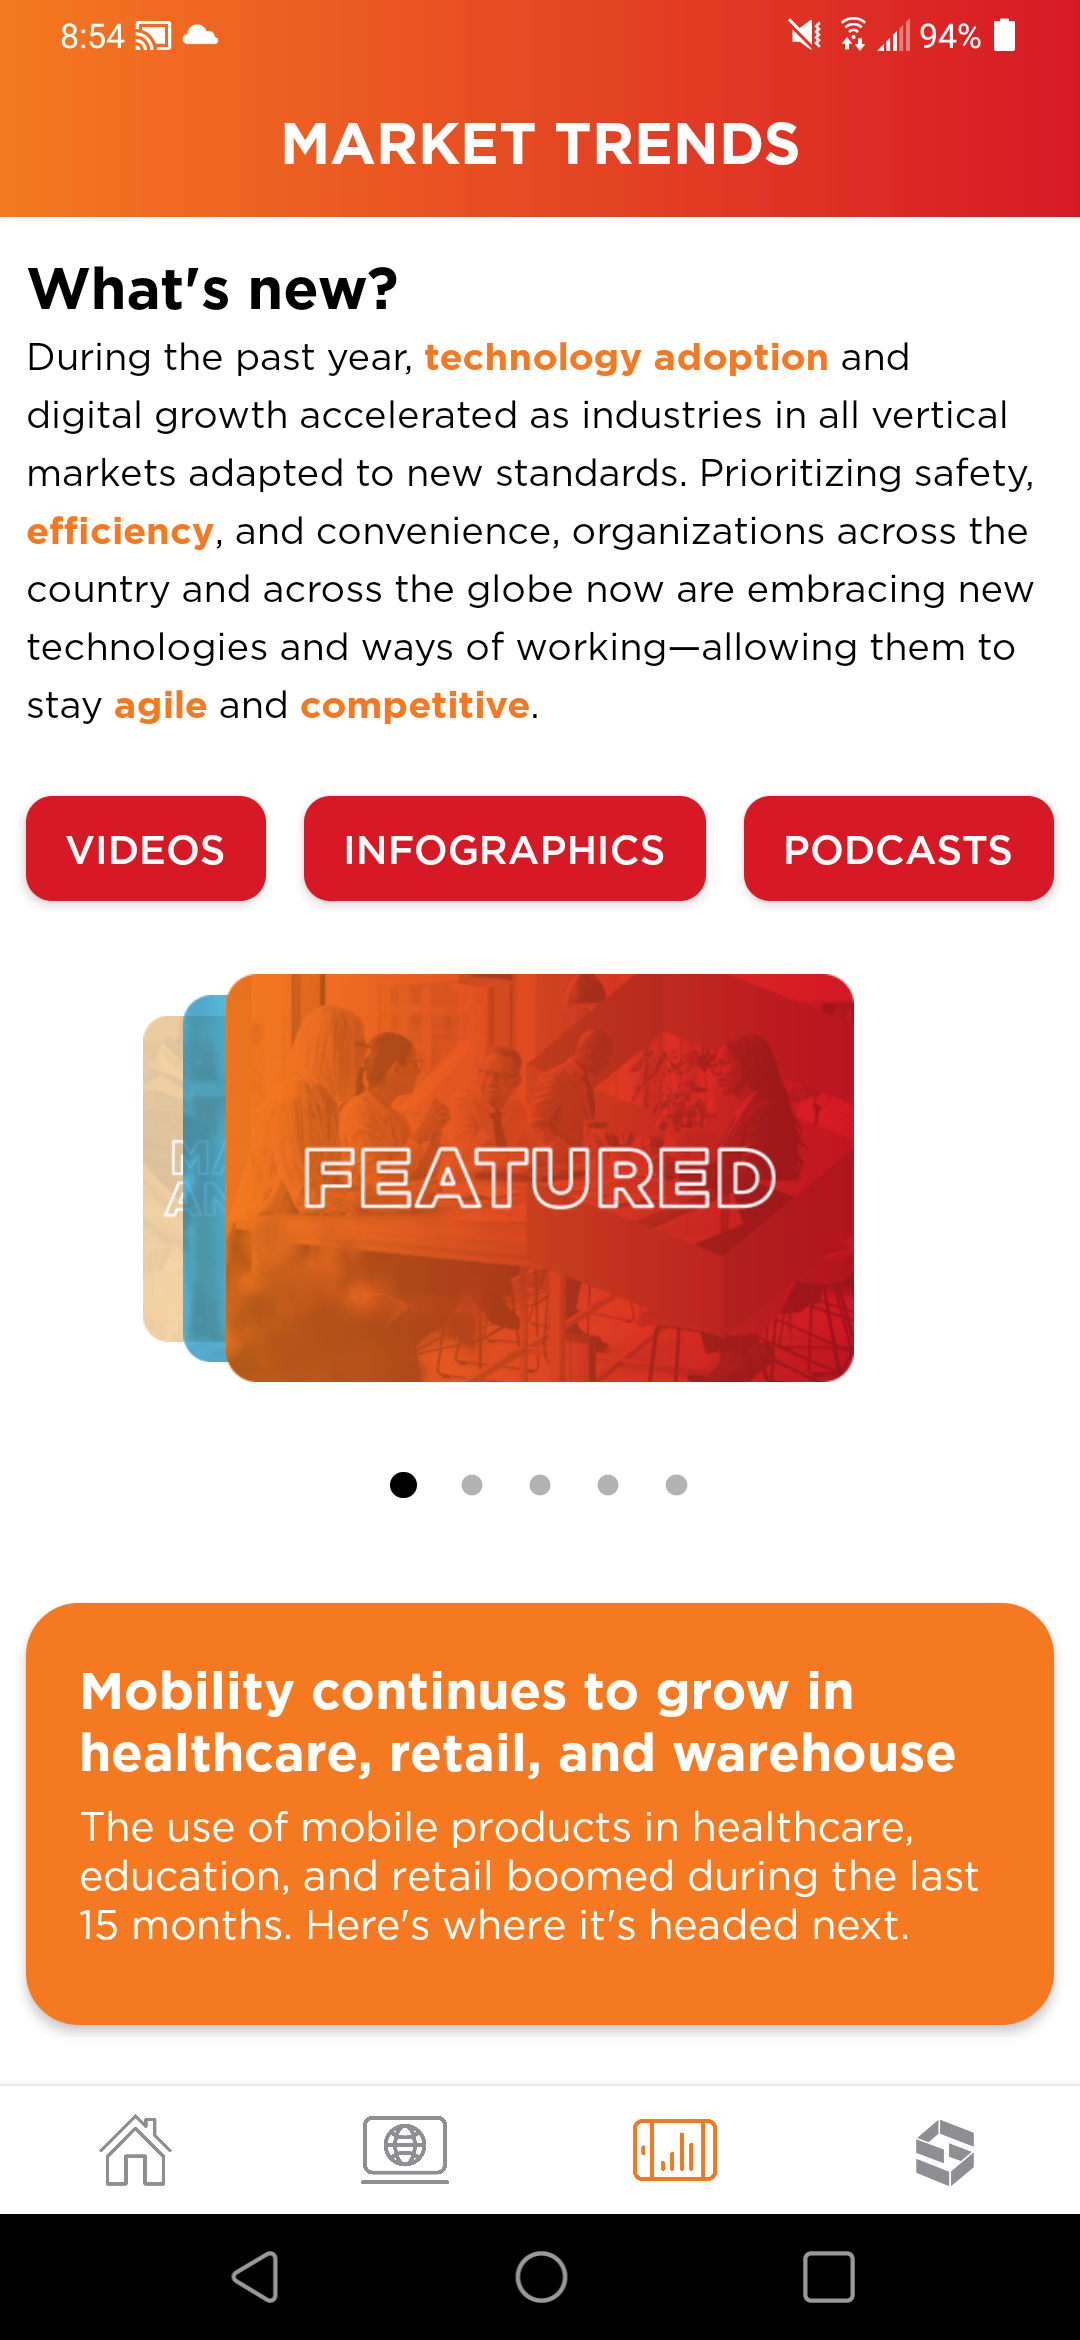 8:54
94%
MARKET TRENDS
What's new?
During the past year, technology adoption and
digital growth accelerated as industries in all vertical
markets adapted to new standards. Prioritizing safety,
efficiency, and convenience, organizations across the
country and across the globe now are embracing new
technologies and ways of working—allowing them to
stay agile and competitive.
VIDEOS
INFOGRAPHICS
PODCASTS
FEATURED
Mobility continues to grow in
healthcare, retail, and warehouse
The use of mobile products in healthcare,
education, and retail boomed during the last
15 months. Here's where it's headed next.